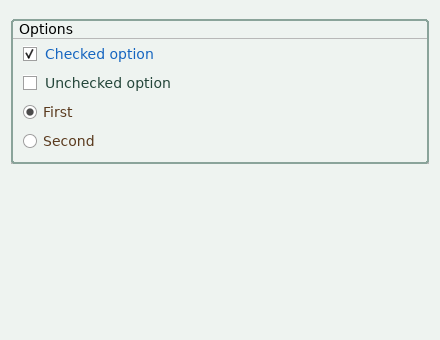 Options
Checked option
Unchecked option
First
Second